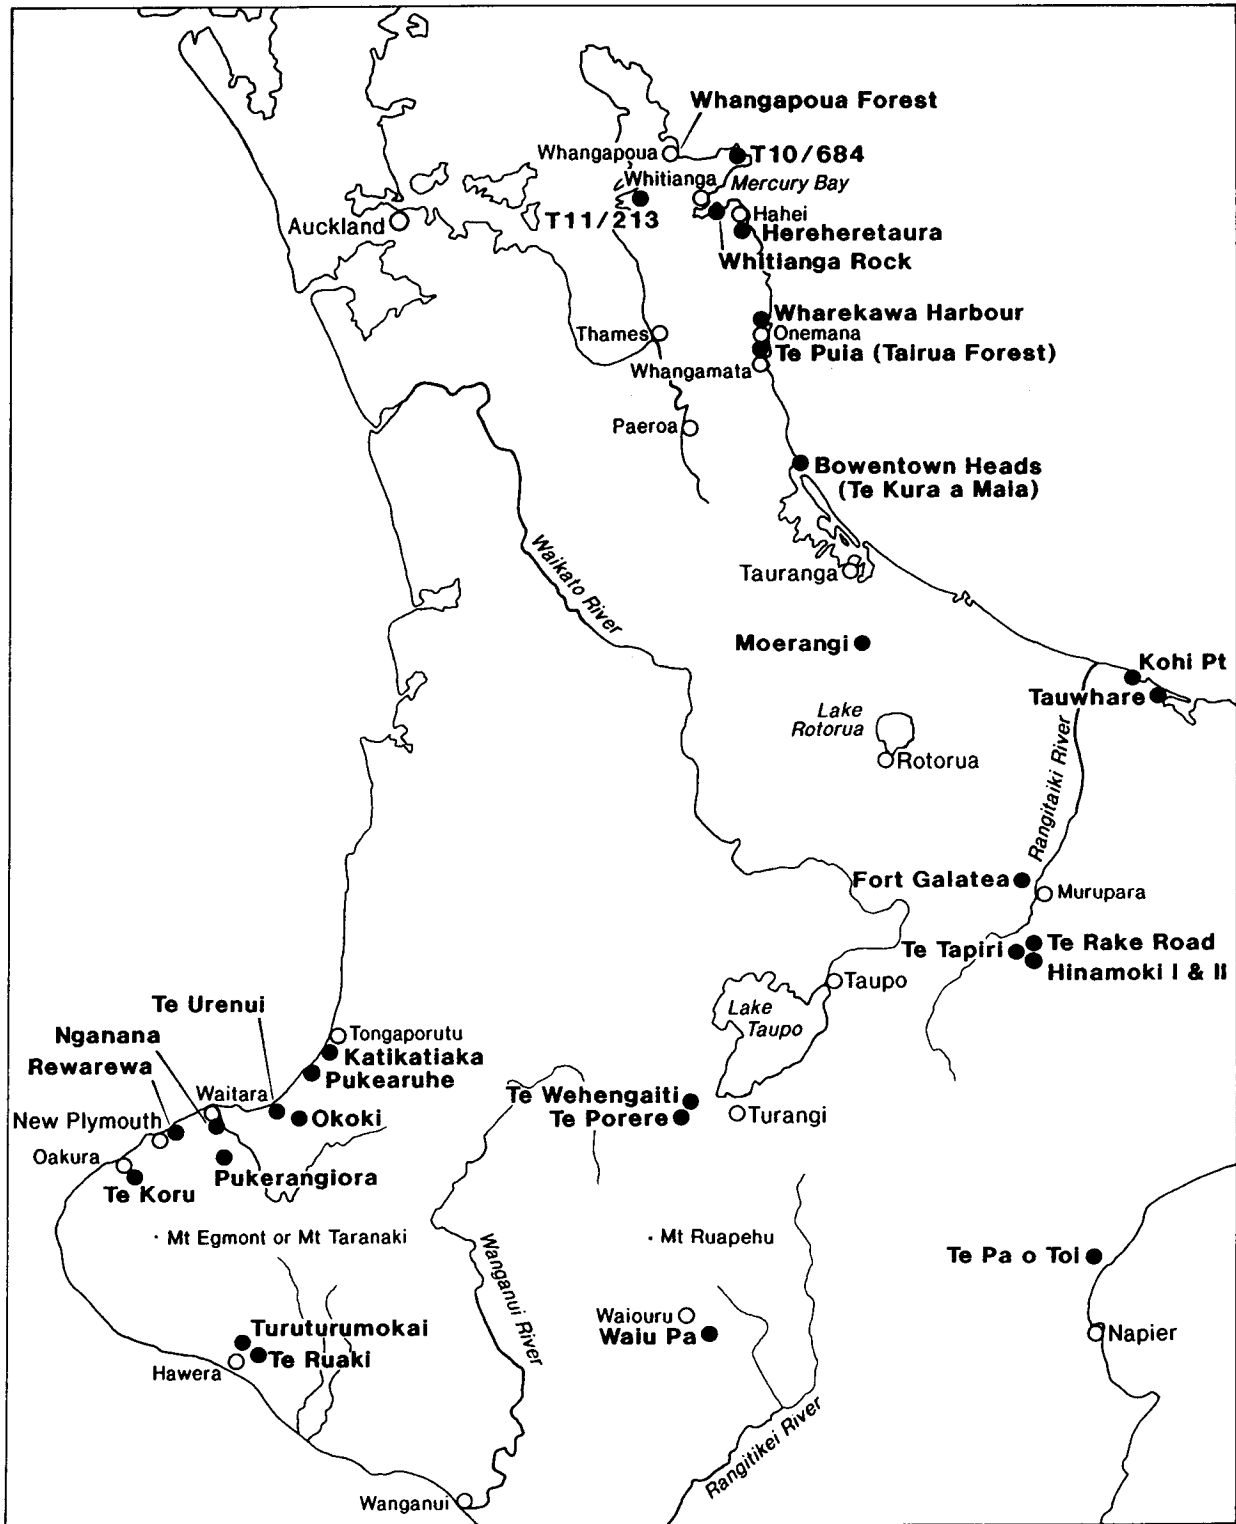 Whangapoua Forest
Whangapoua
T10/684
Whitianga
Mercury Bay
Auckland
T11/213
Hahei
Hereheretaura
Whitianga Rock
Wharekawa Harbour
Thames
Onemana
Te Puia (Tairua Forest)
Whangamata
Paeroa
Bowentown Heads
(Te Kura a Maia)
Waikato River
Tauranga
Moerangi
Kohi Pt
Tauwhare
Lake
Rotorua
Rotorua
Rangitaiki River
Fort Galatea
Murupara
Te Tapiri
Te Rake Road
Hinamoki I & II
Taupo
Lake
Taupo
Te Urenui
Nganana
Tongaporutu
Rewarewa
Katikatiaka
Pukearuhe
Waitara
Te Wehengaiti
New Plymouth
Okoki
Te Porere
Turangi
Oakura
Pukerangiora
Te Koru
Mt Egmont or Mt Taranaki
Mt Ruapehu
Wanganui River
Te Pa o Toi
Waiouru
Turuturumokai
Waiu Pa
Napier
Te Ruaki
Hawera
Rangitikei River
Wanganui